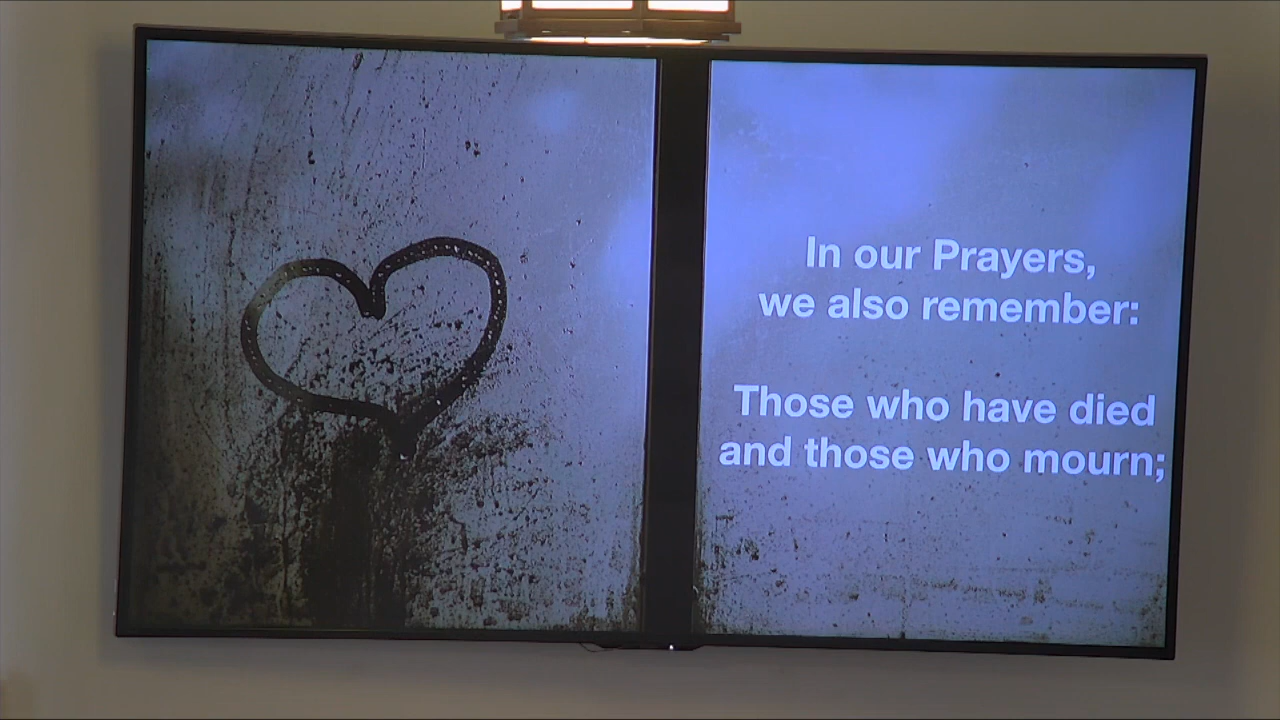 In our Prayers,
we also remember:
Those who have died
and those who mourn;